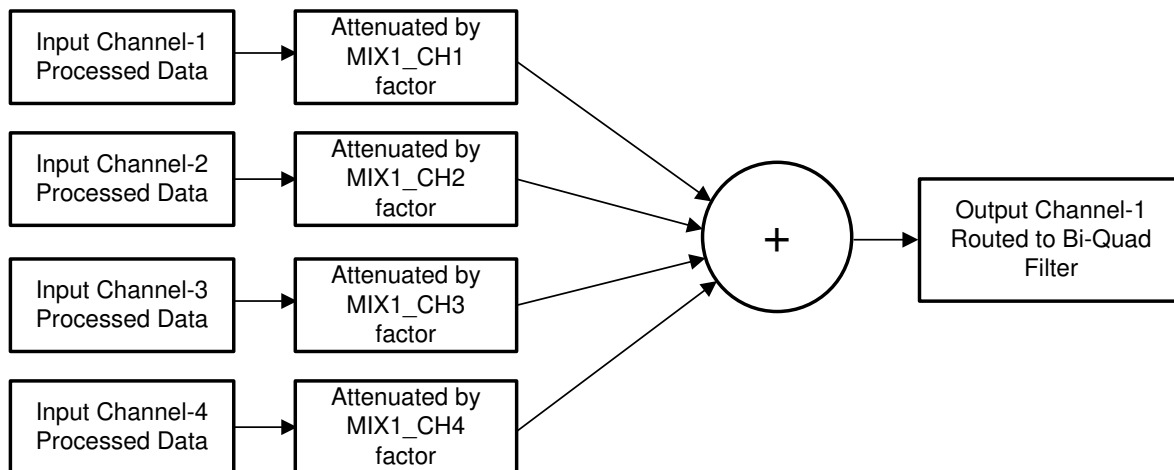 Input Channel-1
Processed Data
Attenuated by
MIX1_CH1
factor
Input Channel-2
Processed Data
Attenuated by
MIX1_CH2
factor
Input Channel-3
Processed Data
Attenuated by
MIX1_CH3
factor
Input Channel-4
Processed Data
Attenuated by
MIX1_CH4
factor
+
Output Channel-1
Routed to Bi-Quad
Filter